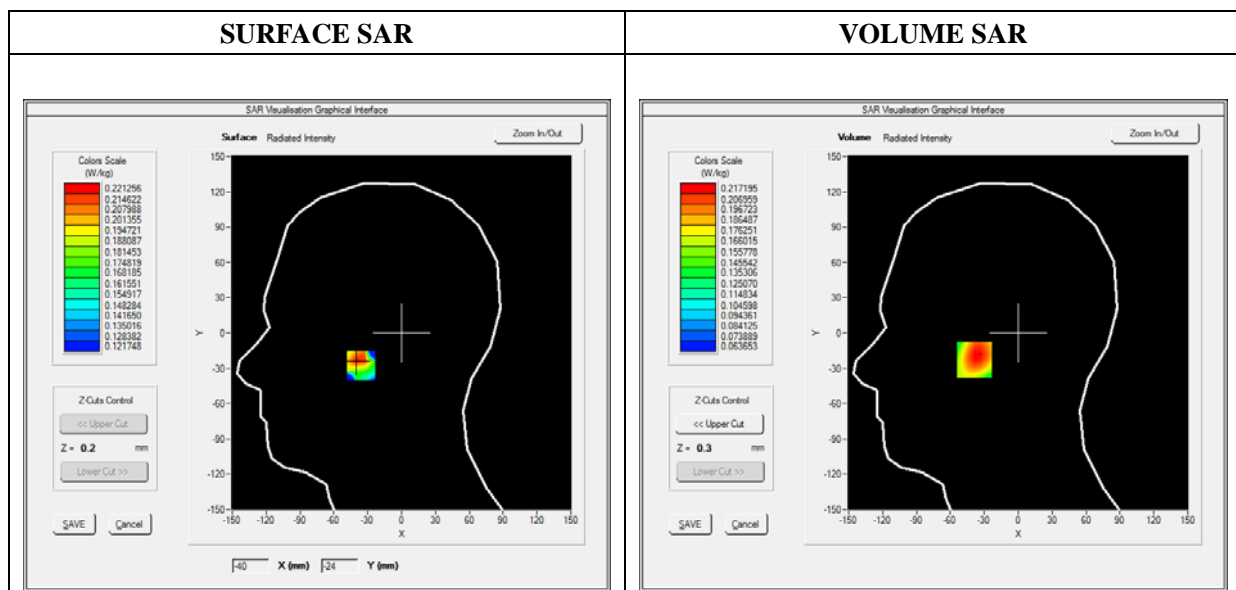 SURFACE SAR
VOLUME SAR
SAR Visualisation Graphical Interface
Surface Radiated Intensity
Zoom In/Out
Colors Scale
(W/kg)
0.221256
0.214622
0.207988
0.201355
0.194721
0.188087
0.181453
0.174819
0.168185
0.161551
0.154917
0.148284
0.141650
0.135016
0.128382
0.121748
150
120
90
60
30
0
-30
-60
-90
-120
-150
Y
-150 -120 -90 -60 -30 0 30 60 90 120 150
X
Z-Cuts Control
<< Upper Cut
Z = 0.2 mm
Lower Cut >>
SAVE Cancel
-40 X (mm) -24 Y (mm)
SAR Visualisation Graphical Interface
Volume Radiated Intensity
Zoom In/Out
Colors Scale
(W/kg)
0.217195
0.206959
0.196723
0.186487
0.176251
0.166015
0.155778
0.145542
0.135306
0.125070
0.114834
0.104598
0.094361
0.084125
0.073889
0.063653
150
120
90
60
30
0
-30
-60
-90
-120
-150
Y
-150 -120 -90 -60 -30 0 30 60 90 120 150
X
Z-Cuts Control
<< Upper Cut
Z = 0.3 mm
Lower Cut >>
SAVE Cancel